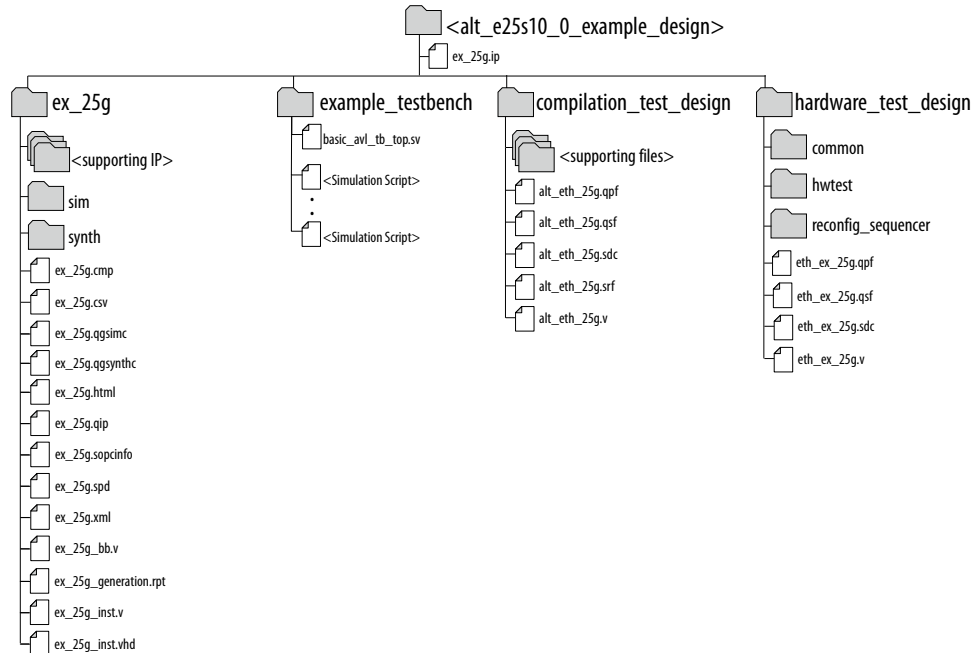 <alt_e25s10_0_example_design>
ex_25g.ip
ex_25g
<supporting IP>
sim
synth
ex_25g.cmp
ex_25g.csv
ex_25g.qgsimc
ex_25g.qgsynthc
ex_25g.html
ex_25g.qip
ex_25g.sopcinfo
ex_25g.spd
ex_25g.xml
ex_25g_bb.v
ex_25g_generation.rpt
ex_25g_inst.v
ex_25g_inst.vhd
example_testbench
basic_avl_tb_top.sv
<Simulation Script>
<Simulation Script>
compilation_test_design
<supporting files>
alt_eth_25g.qpf
alt_eth_25g.qsf
alt_eth_25g.sdc
alt_eth_25g.srf
alt_eth_25g.v
hardware_test_design
common
hwtest
reconfig_sequencer
eth_ex_25g.qpf
eth_ex_25g.qsf
eth_ex_25g.sdc
eth_ex_25g.v